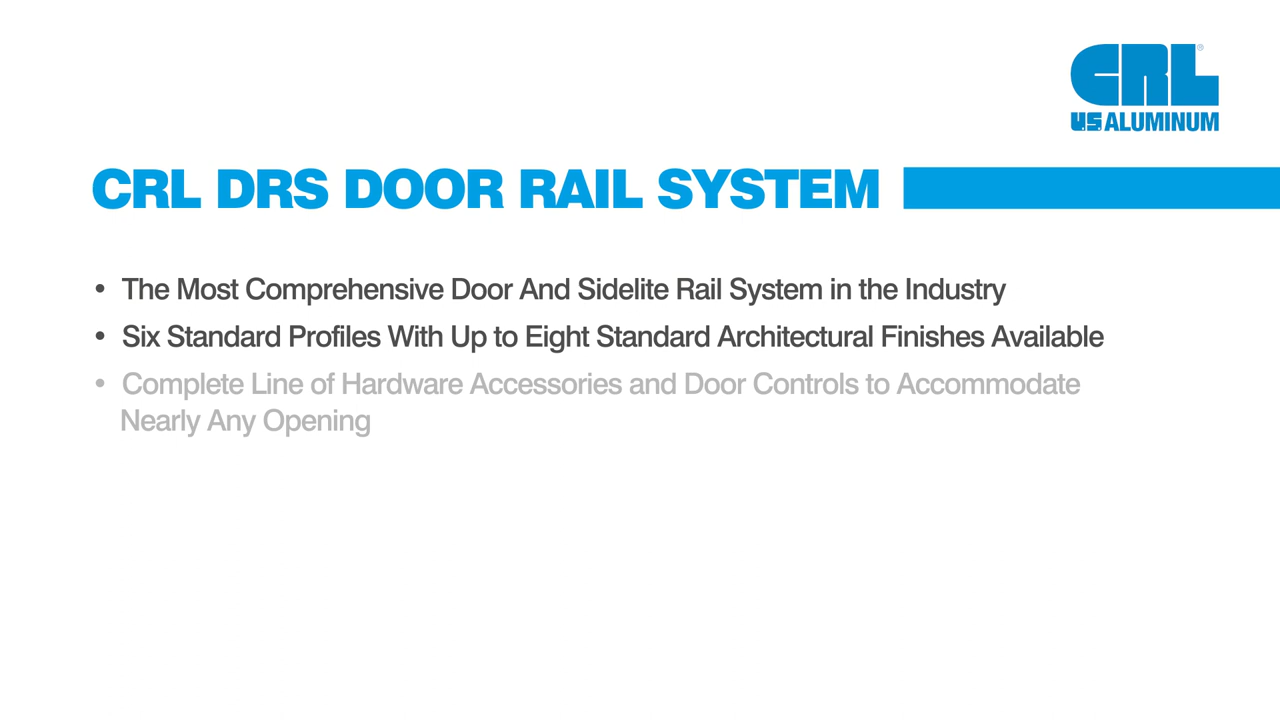 CRL®
U.S. ALUMINUM
CRL DRS DOOR RAIL SYSTEM
• The Most Comprehensive Door And Sidelite Rail System in the Industry
• Six Standard Profiles With Up to Eight Standard Architectural Finishes Available
• Complete Line of Hardware Accessories and Door Controls to Accommodate
Nearly Any Opening